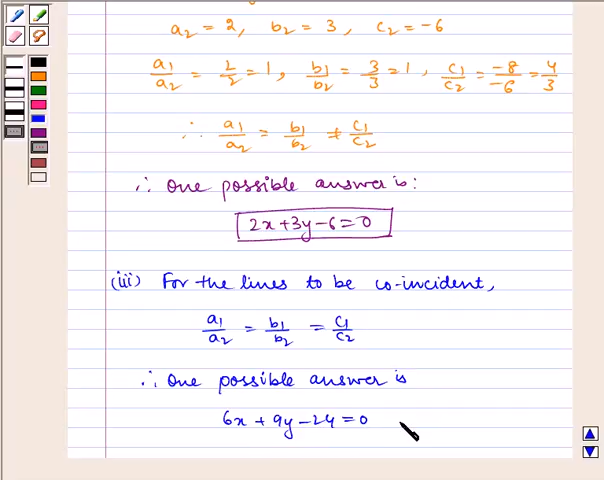 a₂ = 2, b₂ = 3, c₂ = -6
a₁/a₂ = 2/2 = 1, b₁/b₂ = 3/3 = 1, c₁/c₂ = -8/-6 = 4/3
∴ a₁/a₂ = b₁/b₂ ≠ c₁/c₂
∴ One possible answer is:
2x+3y-6=0
(iii) For the lines to be co-incident,
a₁/a₂ = b₁/b₂ = c₁/c₂
∴ One possible answer is
6x + 9y - 24 = 0